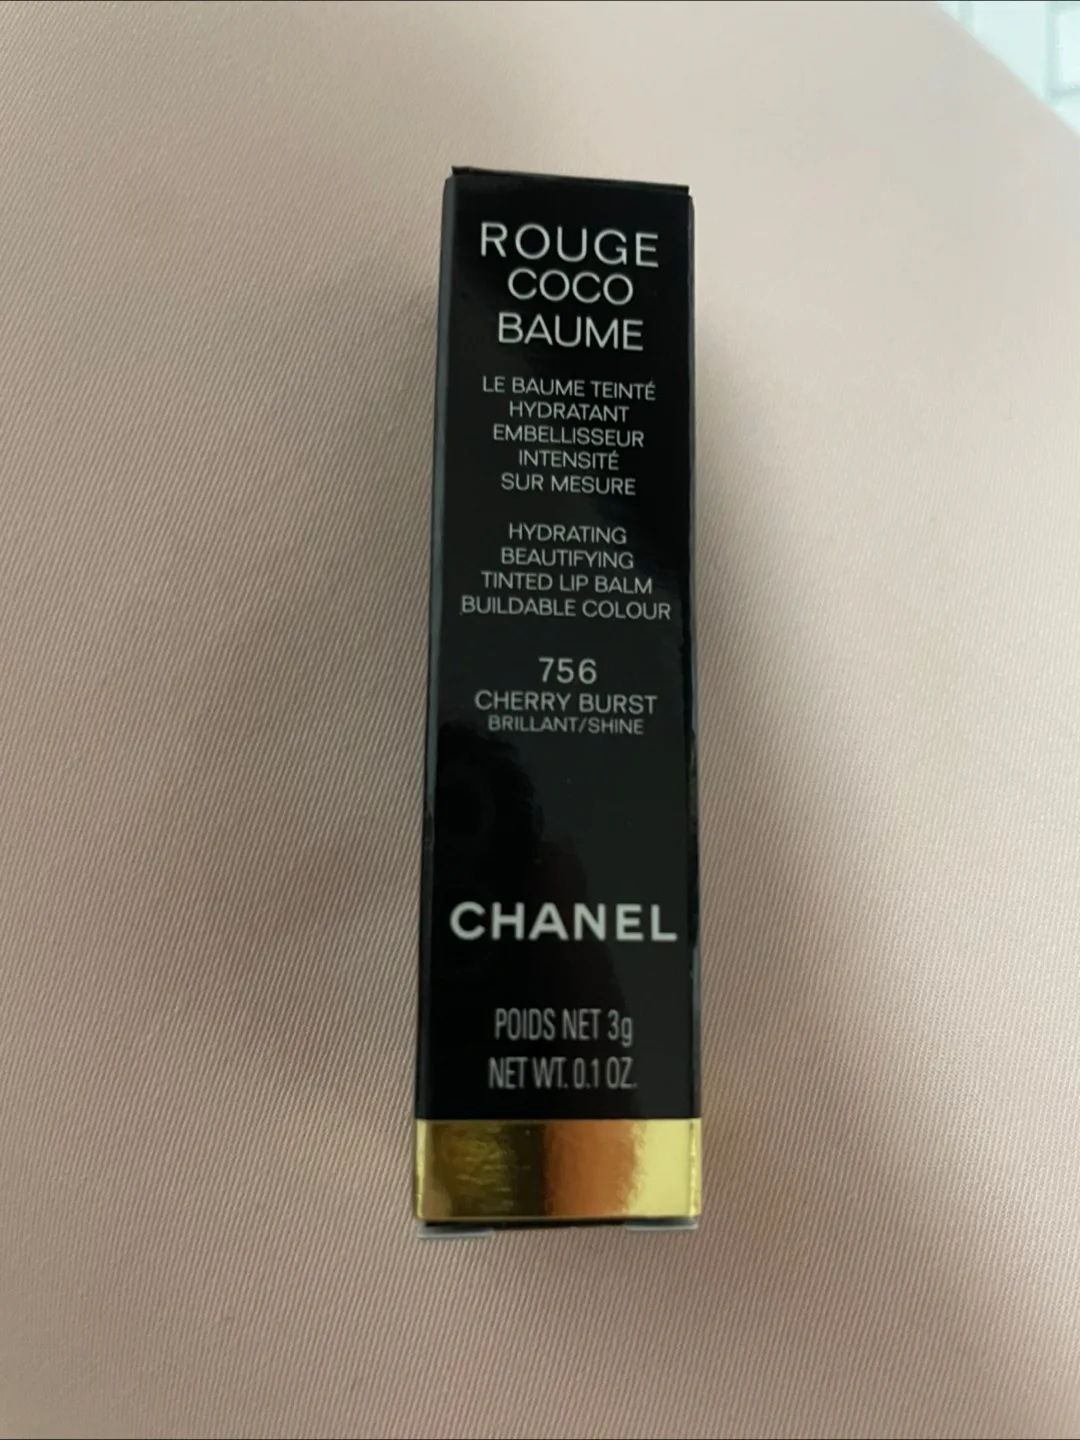 ROUGE
COCO
BAUME
LE BAUME TEINTÉ
HYDRATANT
EMBELLISSEUR
INTENSITÉ
SUR MESURE
HYDRATING
BEAUTIFYING
TINTED LIP BALM
BUILDABLE COLOUR
756
CHERRY BURST
BRILLANT/SHINE
CHANEL
POIDS NET 3g
NET WT. 0.1 OZ.